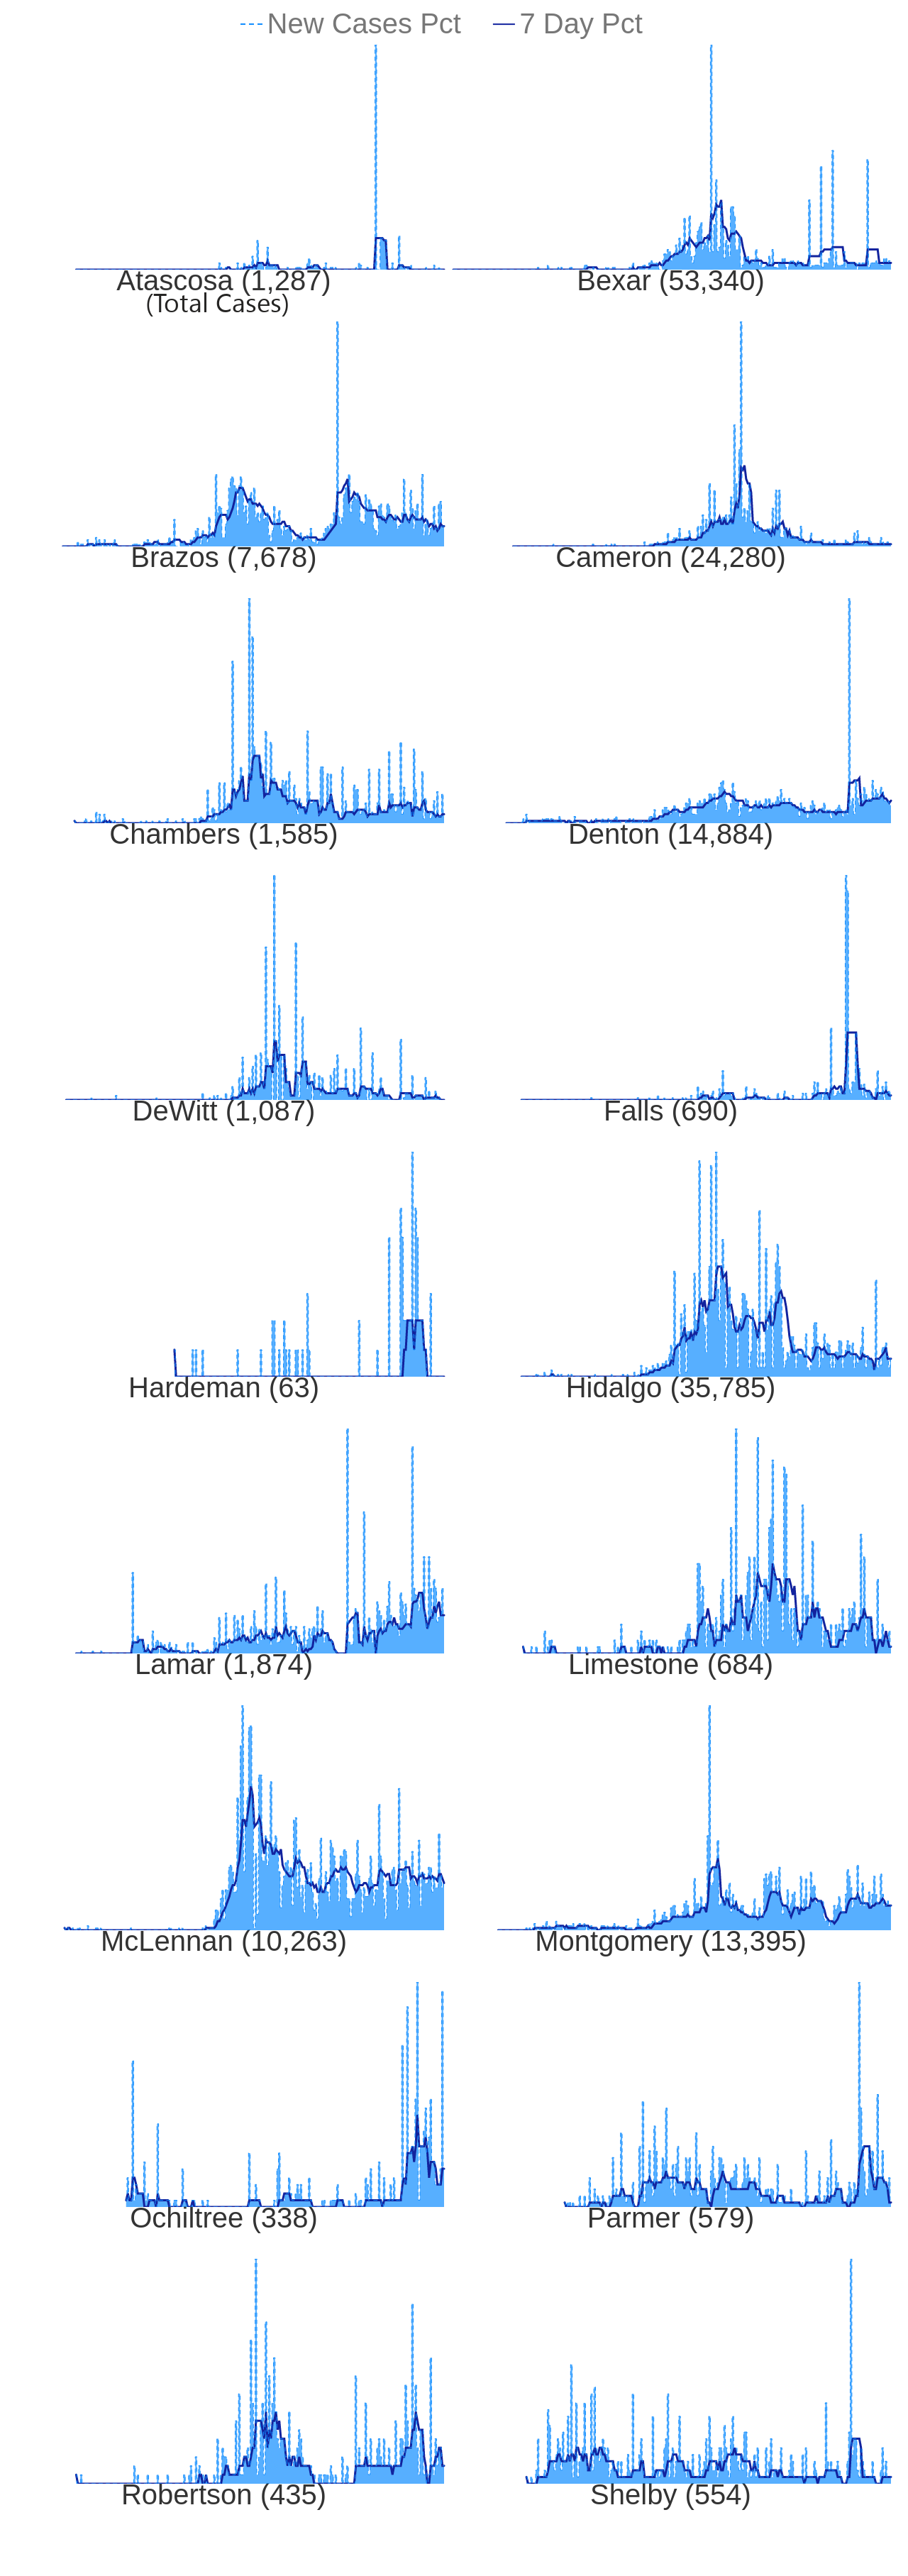 New Cases Pct 7 Day Pct
Atascosa (1,287) Bexar (53,340)
(Total Cases)
Brazos (7,678) Cameron (24,280)
Chambers (1,585) Denton (14,884)
DeWitt (1,087) Falls (690)
Hardeman (63) Hidalgo (35,785)
Lamar (1,874) Limestone (684)
McLennan (10,263) Montgomery (13,395)
Ochiltree (338) Parmer (579)
Robertson (435) Shelby (554)